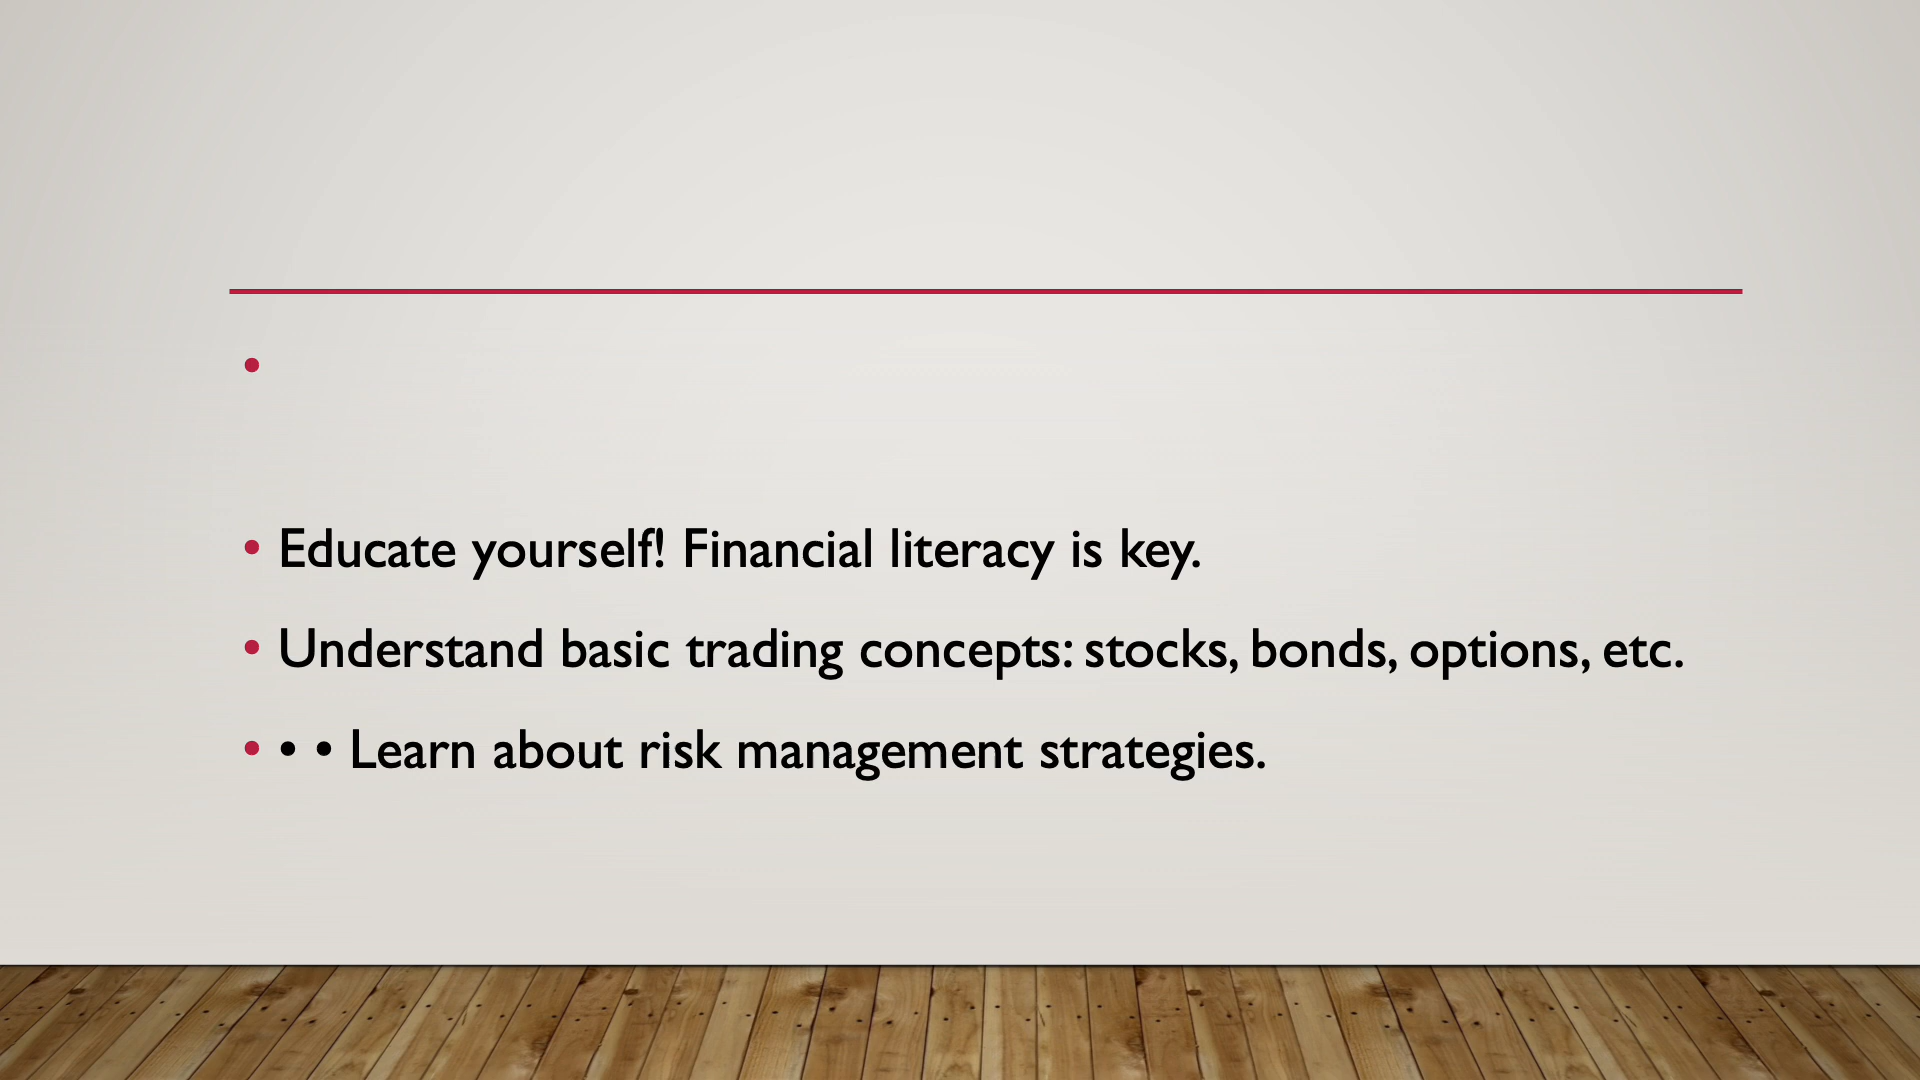 •
• Educate yourself! Financial literacy is key.
• Understand basic trading concepts: stocks, bonds, options, etc.
• • • Learn about risk management strategies.